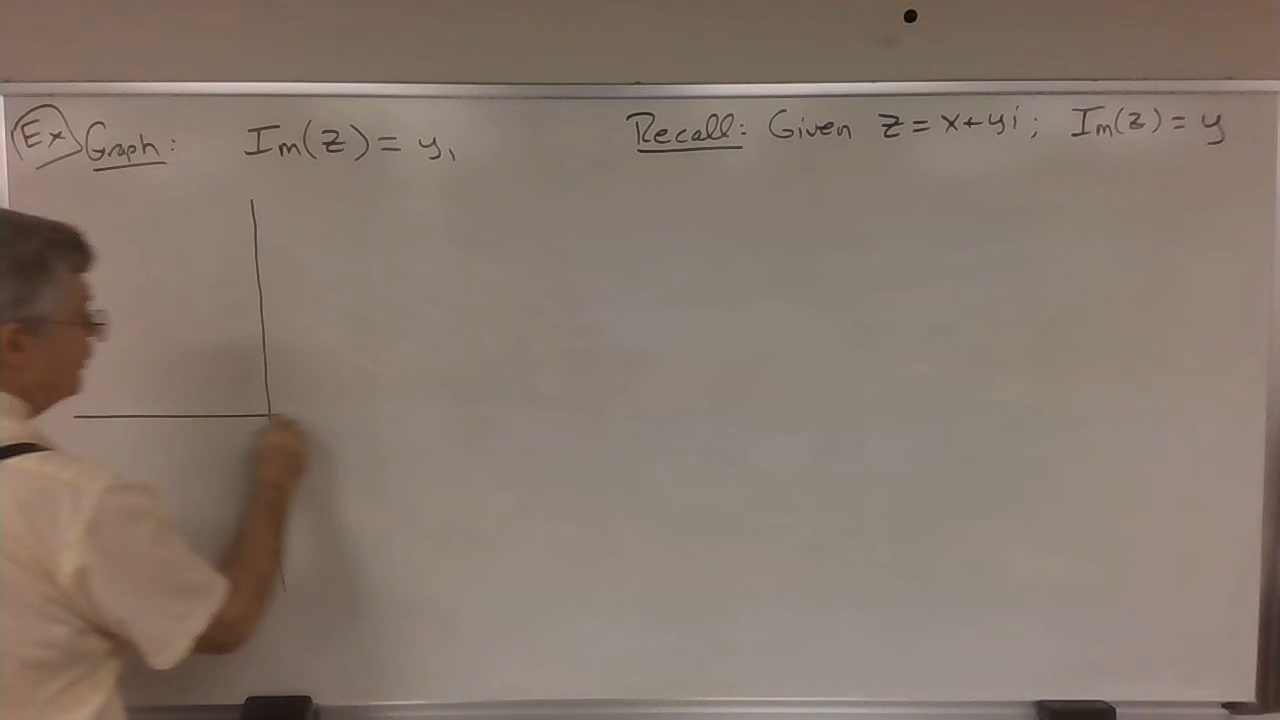 Ex Graph: Im(z) = y₁
Recall: Given z = x+yi; Im(z) = y